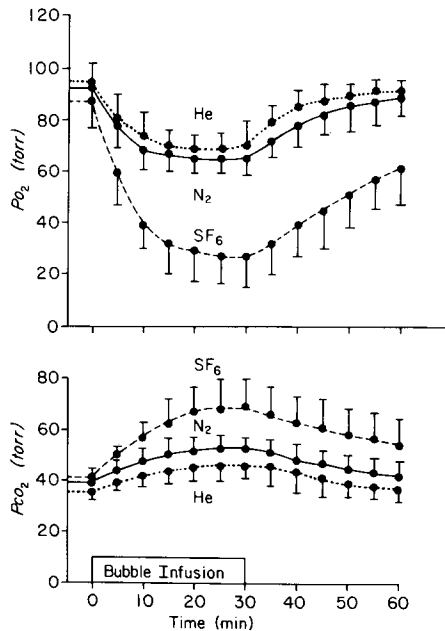 120
100
80
60
40
20
0
Po2 (torr)
He
N2
SF6
80
60
40
20
0
Pco2 (torr)
SF6
N2
He
Bubble Infusion
0 10 20 30 40 50 60
Time (min)